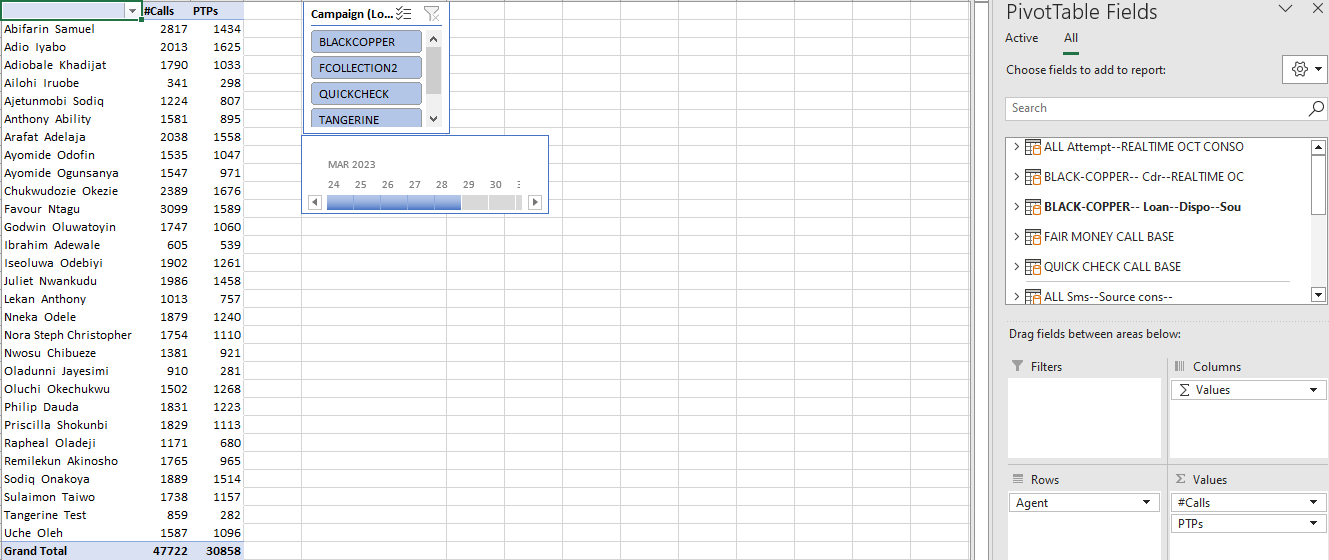 #Calls PTPs
Abifarin Samuel 2817 1434
Adio Iyabo 2013 1625
Adiobale Khadijat 1790 1033
Ailohi Iruobe 341 298
Ajetunmobi Sodiq 1224 807
Anthony Ability 1581 895
Arafat Adelaja 2038 1558
Ayomide Odofin 1535 1047
Ayomide Ogunsanya 1547 971
Chukwudozie Okezie 2389 1676
Favour Ntagu 3099 1589
Godwin Oluwatoyin 1747 1060
Ibrahim Adewale 605 539
Iseoluwa Odebiyi 1902 1261
Juliet Nwankudu 1986 1458
Lekan Anthony 1013 757
Nneka Odele 1879 1240
Nora Steph Christopher 1754 1110
Nwosu Chibueze 1381 921
Oladunni Jayesimi 910 281
Oluchi Okechukwu 1502 1268
Philip Dauda 1831 1223
Priscilla Shokunbi 1829 1113
Rapheal Oladeji 1171 680
Remilekun Akinosho 1765 965
Sodiq Onakoya 1889 1514
Sulaimon Taiwo 1738 1157
Tangerine Test 859 282
Uche Oleh 1587 1096
Grand Total 47722 30858
Campaign (Lo...
BLACKCOPPER
FCOLLECTION2
QUICKCHECK
TANGERINE
MAR 2023
24 25 26 27 28 29 30
PivotTable Fields
Active All
Choose fields to add to report:
Search
ALL Attempt--REALTIME OCT CONSO
BLACK-COPPER-- Cdr--REALTIME OC
BLACK-COPPER-- Loan--Dispo--Sou
FAIR MONEY CALL BASE
QUICK CHECK CALL BASE
ALL Sms--Source cons--
Drag fields between areas below:
Filters
Columns
Σ Values
Rows
Agent
Σ Values
#Calls
PTPs